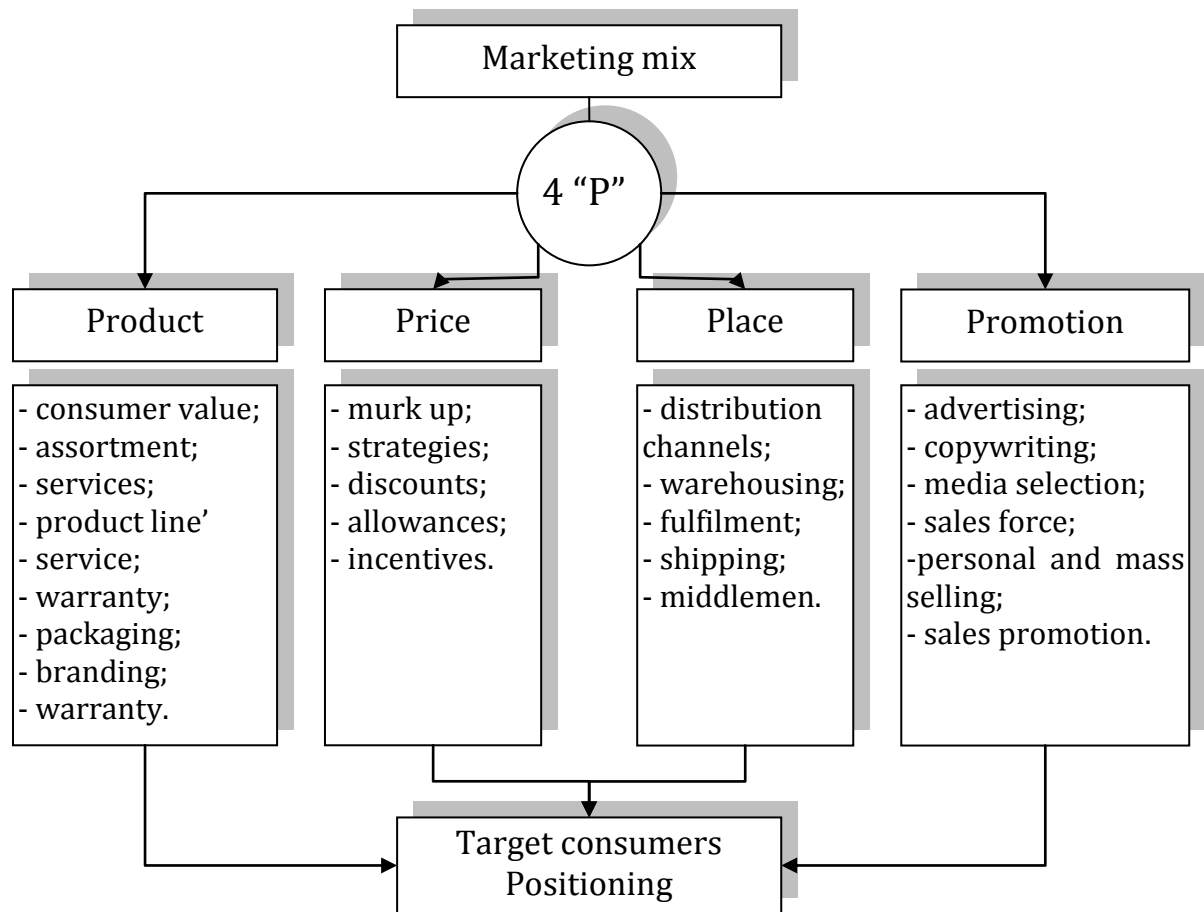 Marketing mix
4 “P”
Product
Price
Place
Promotion
- consumer value;
- assortment;
- services;
- product line’
- service;
- warranty;
- packaging;
- branding;
- warranty.
- murk up;
- strategies;
- discounts;
- allowances;
- incentives.
- distribution
channels;
- warehousing;
- fulfilment;
- shipping;
- middlemen.
- advertising;
- copywriting;
- media selection;
- sales force;
-personal and mass
selling;
- sales promotion.
Target consumers
Positioning